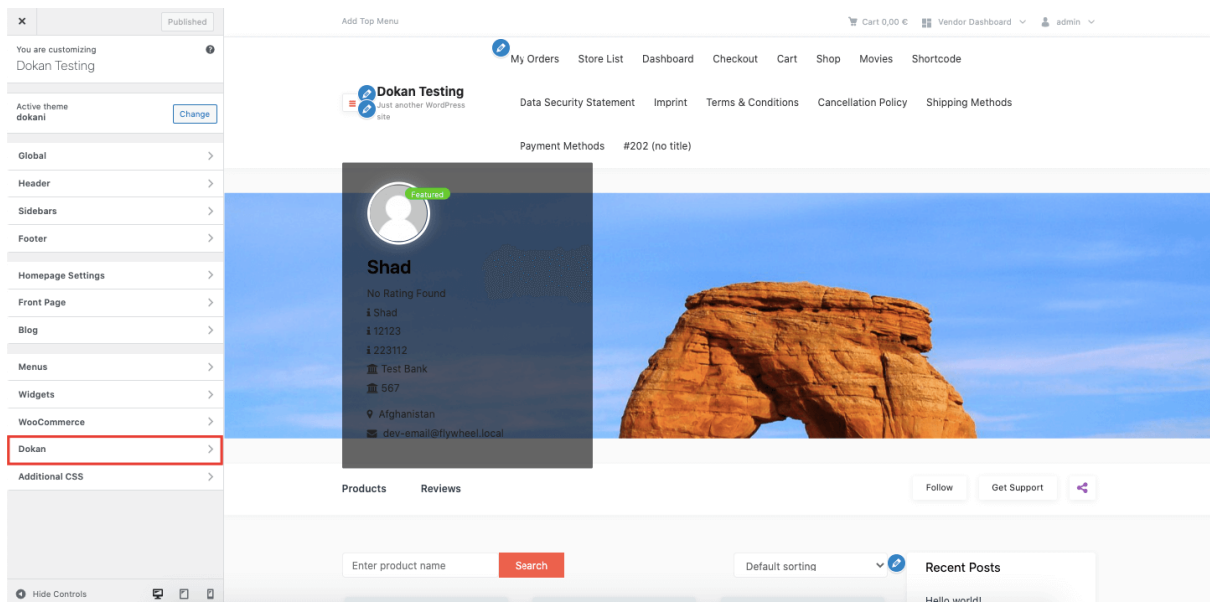 Published
You are customizing
Dokan Testing
Active theme
dokani
Change
Global
Header
Sidebars
Footer
Homepage Settings
Front Page
Blog
Menus
Widgets
WooCommerce
Dokan
Additional CSS
Hide Controls
Add Top Menu
Cart 0,00 €
Vendor Dashboard
admin
My Orders Store List Dashboard Checkout Cart Shop Movies Shortcode
Dokan Testing
Just another WordPress
site
Data Security Statement Imprint Terms & Conditions Cancellation Policy Shipping Methods
Payment Methods #202 (no title)
Featured
Shad
No Rating Found
Shad
12123
223112
Test Bank
567
Afghanistan
dev-email@flywheel.local
Products Reviews
Follow Get Support
Enter product name Search
Default sorting
Recent Posts
Hello world!